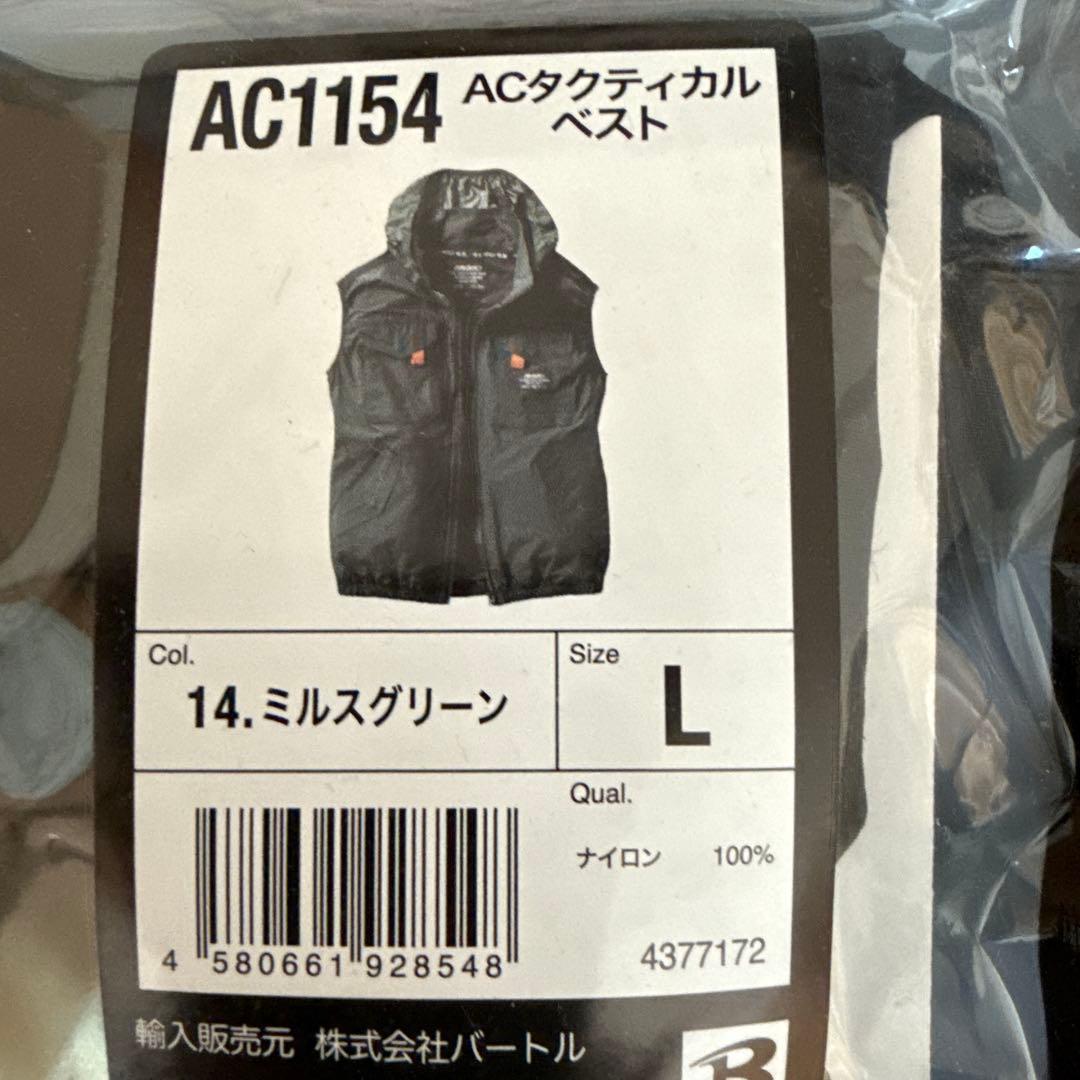 AC1154 ACタクティカル
ベスト
Col.
14.ミルスグリーン
Size
L
Qual.
ナイロン 100%
4 580661 928548
4377172
輸入販売元 株式会社バートル